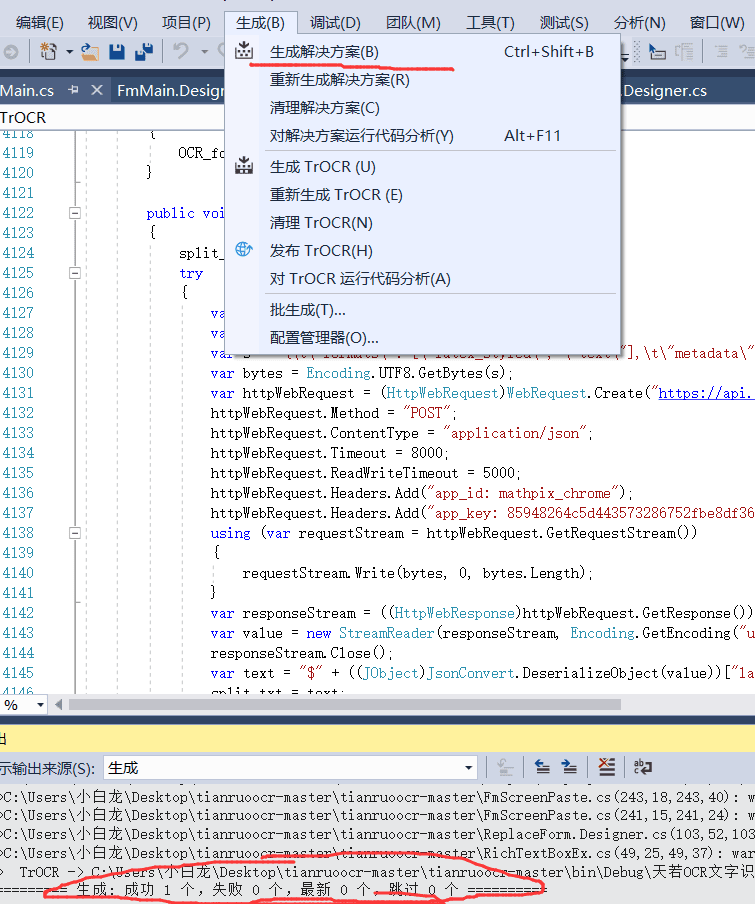 编辑(E) 视图(V) 项目(P) 生成(B) 调试(D) 团队(M) 工具(T) 测试(S) 分析(N) 窗口(W)
生成解决方案(B) Ctrl+Shift+B
重新生成解决方案(R)
清理解决方案(C)
对解决方案运行代码分析(Y) Alt+F11
生成 TrOCR (U)
重新生成 TrOCR (E)
清理 TrOCR(N)
发布 TrOCR(H)
对 TrOCR 运行代码分析(A)
批生成(T)...
配置管理器(O)...
Main.cs FmMain.Design .Designer.cs
TrOCR
4118 {
4119 OCR_fo
4120 }
4121
4122 public voi
4123 {
4124 split_
4125 try
4126 {
4127 va
4128 va
4129
4130 var bytes = Encoding.UTF8.GetBytes(s);
4131 var httpWebRequest = (HttpWebRequest)WebRequest.Create("https://api.
4132 httpWebRequest.Method = "POST";
4133 httpWebRequest.ContentType = "application/json";
4134 httpWebRequest.Timeout = 8000;
4135 httpWebRequest.ReadWriteTimeout = 5000;
4136 httpWebRequest.Headers.Add("app_id: mathpix_chrome");
4137 httpWebRequest.Headers.Add("app_key: 85948264c5d443573286752fbe8df36
4138 using (var requestStream = httpWebRequest.GetRequestStream())
4139 {
4140 requestStream.Write(bytes, 0, bytes.Length);
4141 }
4142 var responseStream = ((HttpWebResponse)httpWebRequest.GetResponse())
4143 var value = new StreamReader(responseStream, Encoding.GetEncoding("u
4144 responseStream.Close();
4145 var text = "$" + ((JObject)JsonConvert.DeserializeObject(value))["la
4146 split_txt = text;
%
出
示输出来源(S): 生成
>C:\Users\小白龙\Desktop\tianruoocr-master\tianruoocr-master\FmScreenPaste.cs(243,18,243,40): w
>C:\Users\小白龙\Desktop\tianruoocr-master\tianruoocr-master\FmScreenPaste.cs(241,15,241,24): w
>C:\Users\小白龙\Desktop\tianruoocr-master\tianruoocr-master\ReplaceForm.Designer.cs(103,52,103
>C:\Users\小白龙\Desktop\tianruoocr-master\tianruoocr-master\RichTextBoxEx.cs(49,25,49,37): war
> TrOCR -> C:\Users\小白龙\Desktop\tianruoocr-master\tianruoocr-master\bin\Debug\天若OCR文字识
========= 生成: 成功 1 个，失败 0 个，最新 0 个，跳过 0 个 ==========